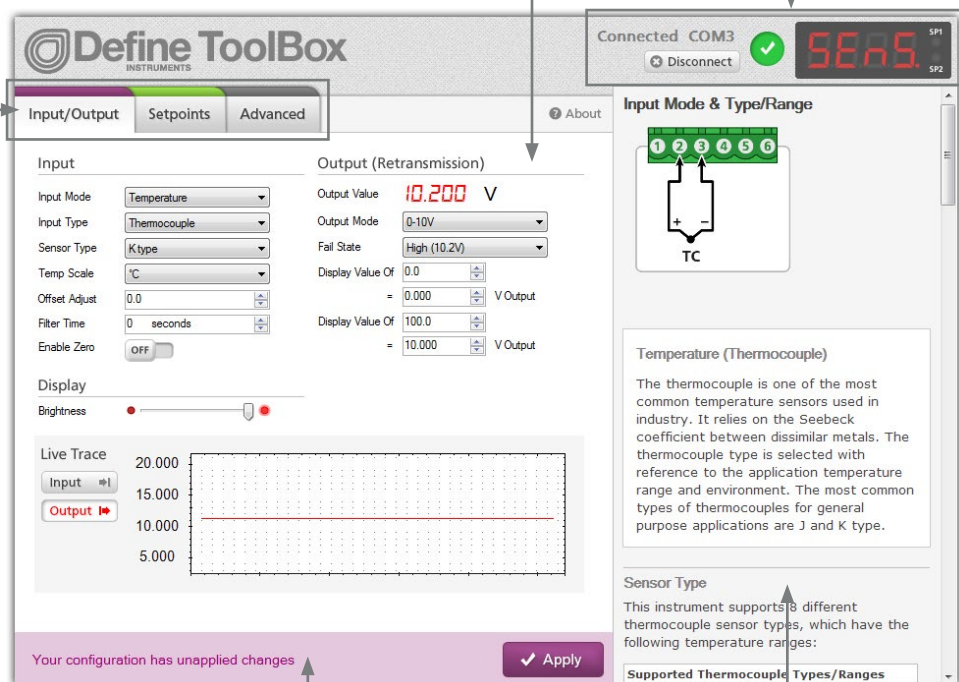 Define ToolBox
INSTRUMENTS
Connected COM3
Disconnect
SEnS.
SP1
SP2
Input/Output
Setpoints
Advanced
About
Input
Input Mode Temperature
Input Type Thermocouple
Sensor Type K type
Temp Scale °C
Offset Adjust 0.0
Filter Time 0 seconds
Enable Zero OFF
Display
Brightness
Output (Retransmission)
Output Value 10.200 V
Output Mode 0-10V
Fail State High (10.2V)
Display Value Of 0.0
= 0.000 V Output
Display Value Of 100.0
= 10.000 V Output
Live Trace
Input
Output
20.000
15.000
10.000
5.000
Your configuration has unapplied changes
Apply
Input Mode & Type/Range
1 2 3 4 5 6
+ –
TC
Temperature (Thermocouple)
The thermocouple is one of the most
common temperature sensors used in
industry. It relies on the Seebeck
coefficient between dissimilar metals. The
thermocouple type is selected with
reference to the application temperature
range and environment. The most common
types of thermocouples for general
purpose applications are J and K type.
Sensor Type
This instrument supports 8 different
thermocouple sensor types, which have the
following temperature ranges:
Supported Thermocouple Types/Ranges